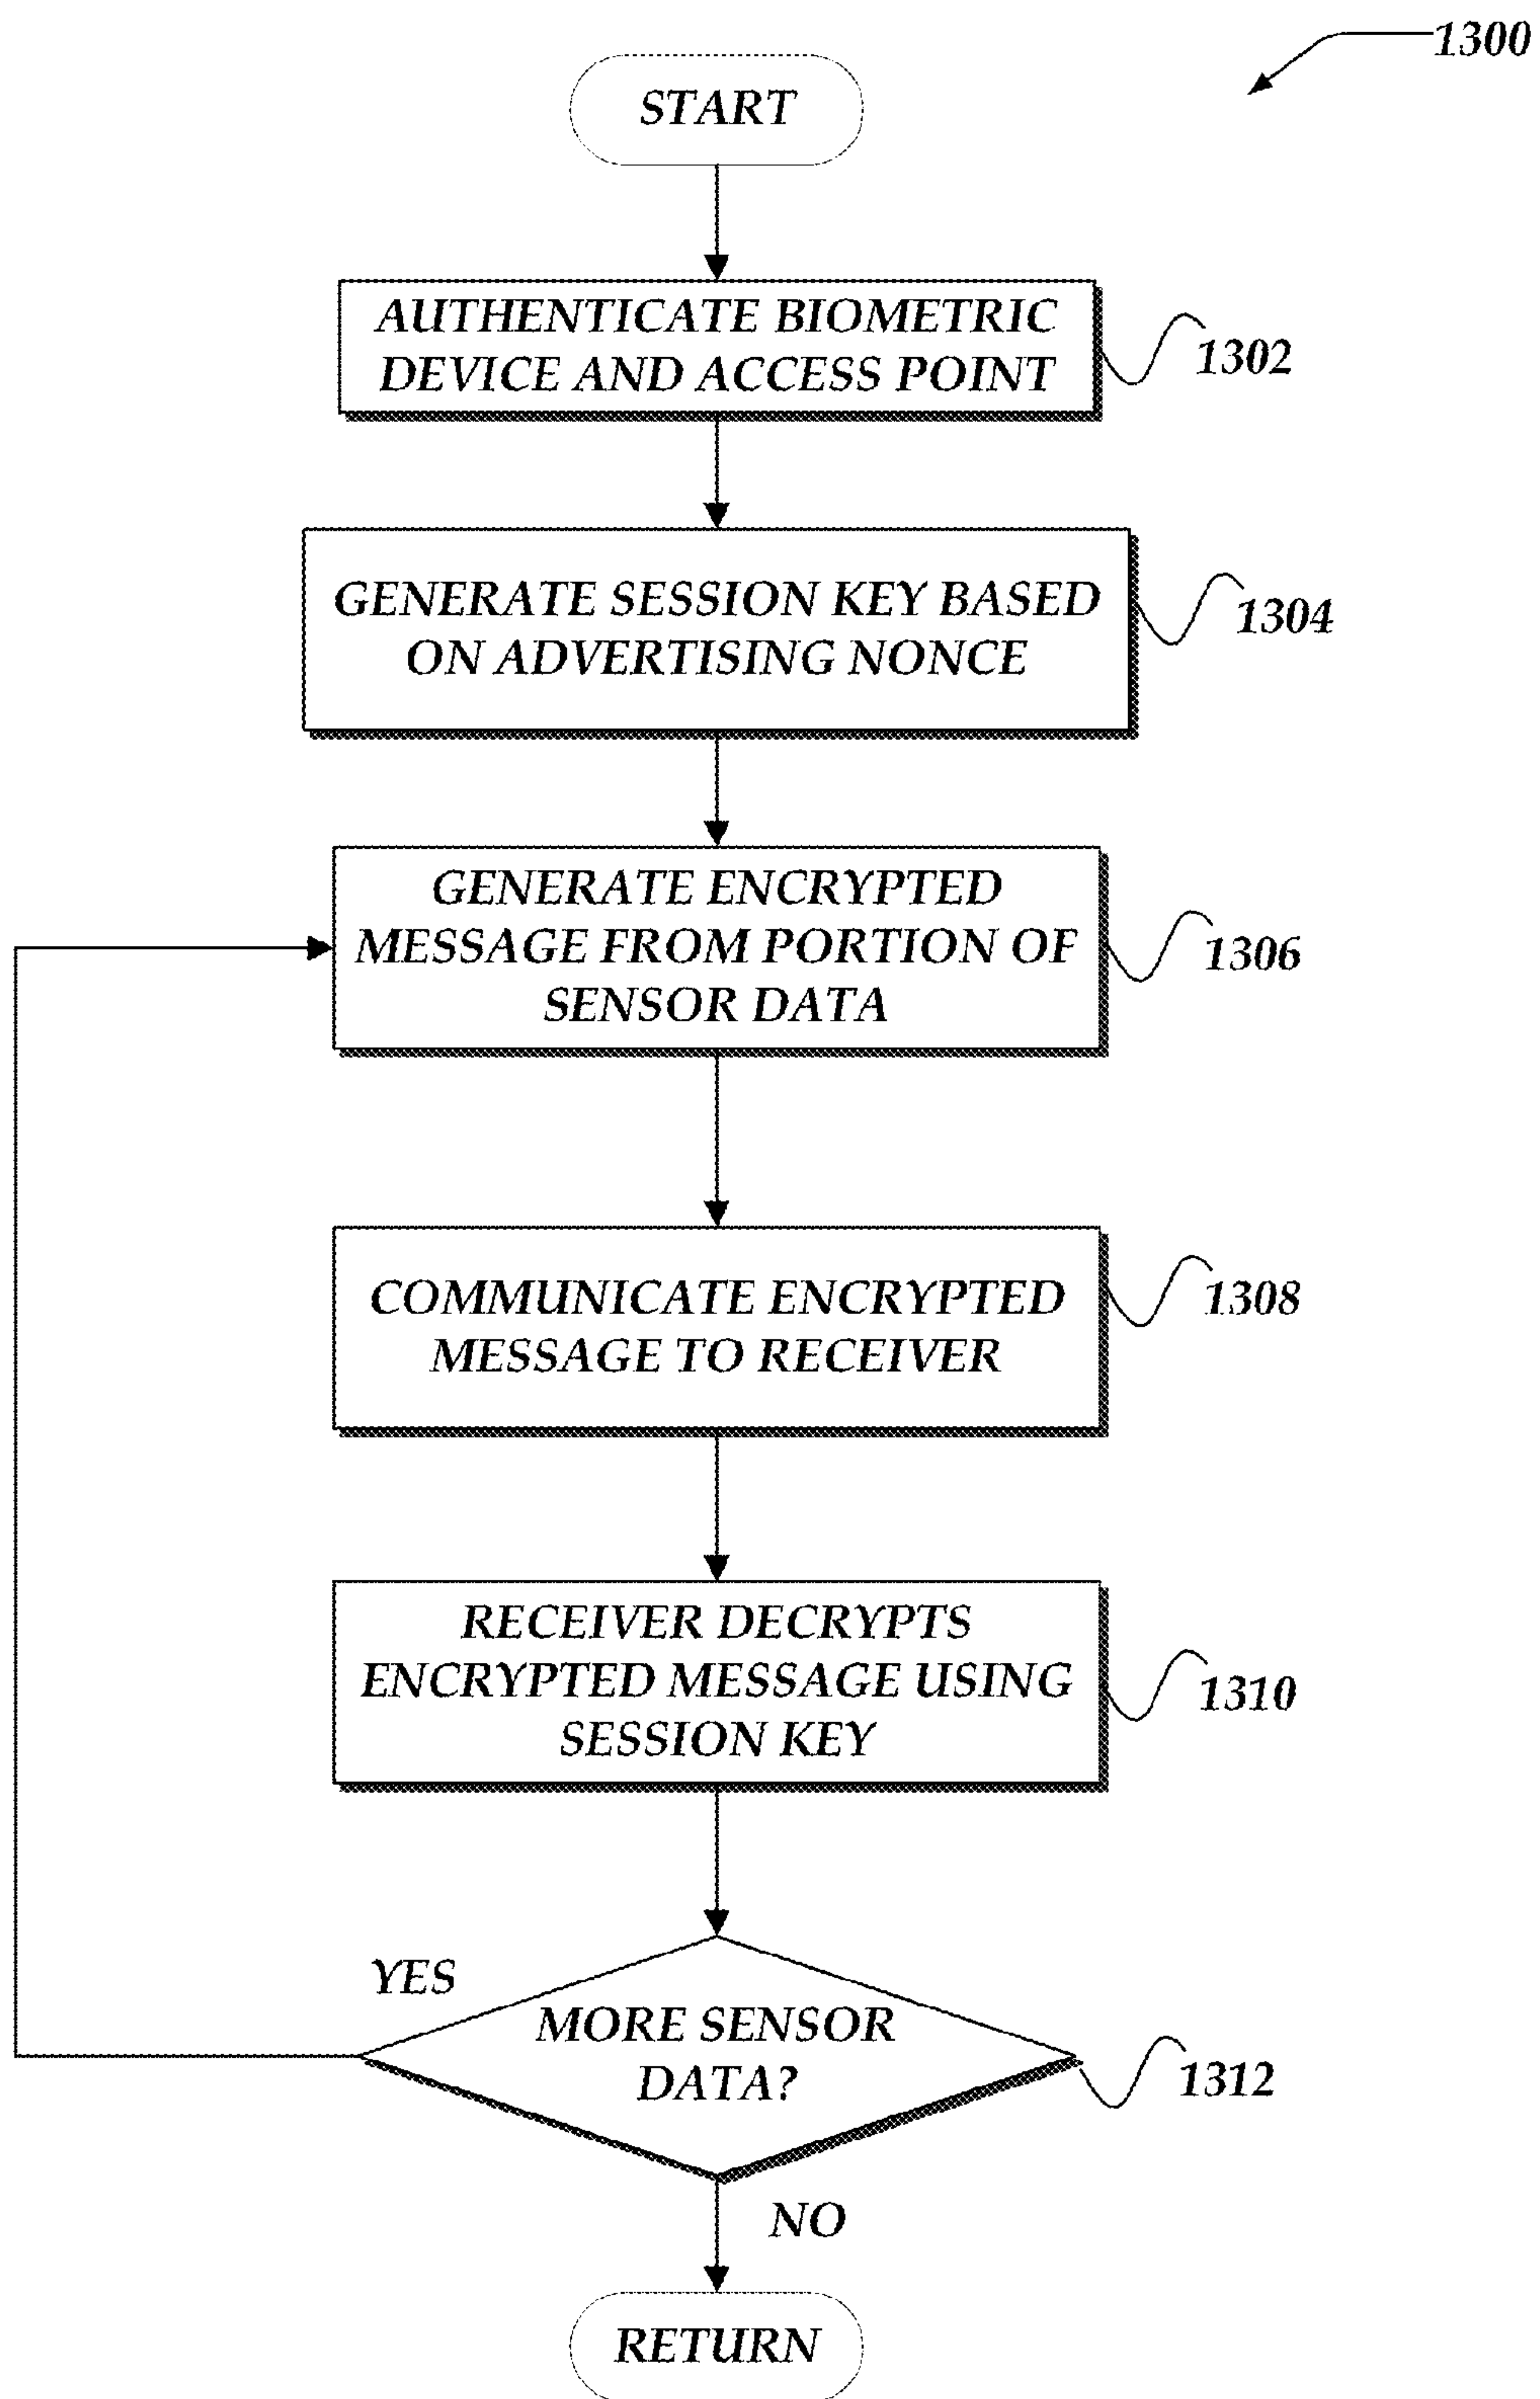 1300
START
AUTHENTICATE BIOMETRIC
DEVICE AND ACCESS POINT
1302
GENERATE SESSION KEY BASED
ON ADVERTISING NONCE
1304
GENERATE ENCRYPTED
MESSAGE FROM PORTION OF
SENSOR DATA
1306
COMMUNICATE ENCRYPTED
MESSAGE TO RECEIVER
1308
RECEIVER DECRYPTS
ENCRYPTED MESSAGE USING
SESSION KEY
1310
YES
MORE SENSOR
DATA?
1312
NO
RETURN